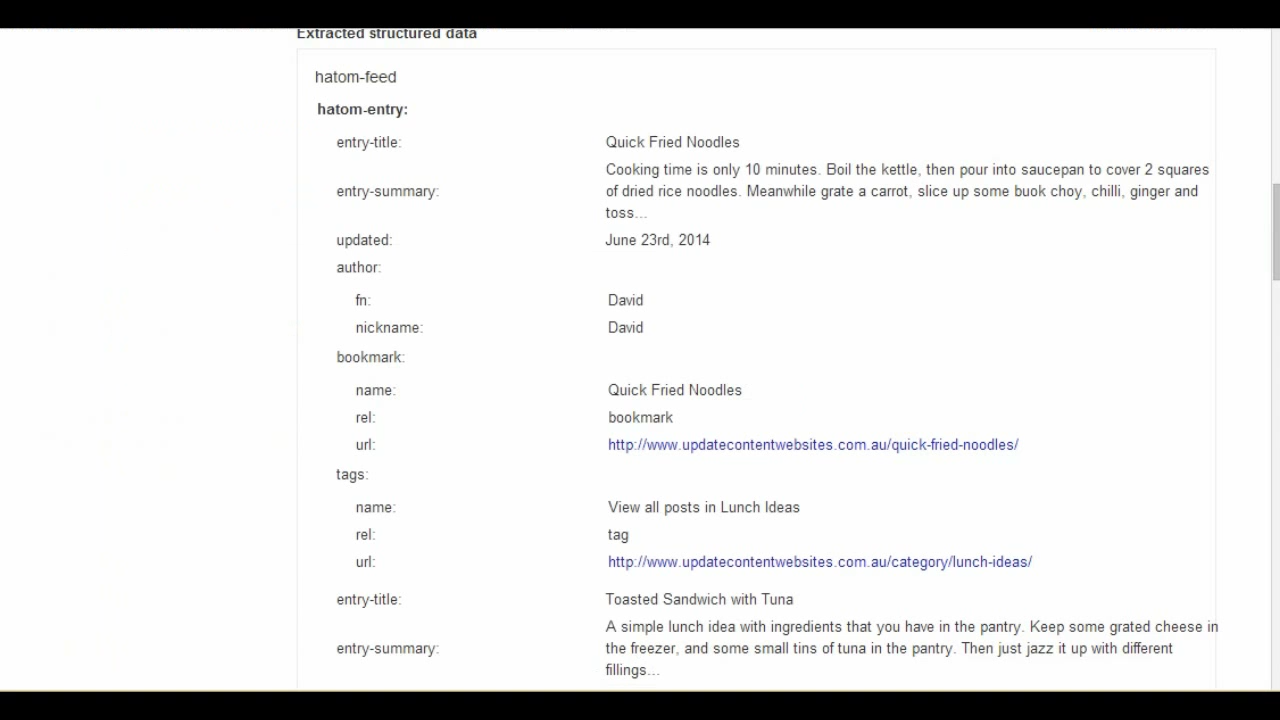 Extracted structured data
hatom-feed
hatom-entry:
entry-title: Quick Fried Noodles
entry-summary: Cooking time is only 10 minutes. Boil the kettle, then pour into saucepan to cover 2 squares
of dried rice noodles. Meanwhile grate a carrot, slice up some buok choy, chilli, ginger and
toss...
updated: June 23rd, 2014
author:
fn: David
nickname: David
bookmark:
name: Quick Fried Noodles
rel: bookmark
url: http://www.updatecontentwebsites.com.au/quick-fried-noodles/
tags:
name: View all posts in Lunch Ideas
rel: tag
url: http://www.updatecontentwebsites.com.au/category/lunch-ideas/
entry-title: Toasted Sandwich with Tuna
entry-summary: A simple lunch idea with ingredients that you have in the pantry. Keep some grated cheese in
the freezer, and some small tins of tuna in the pantry. Then just jazz it up with different
fillings...